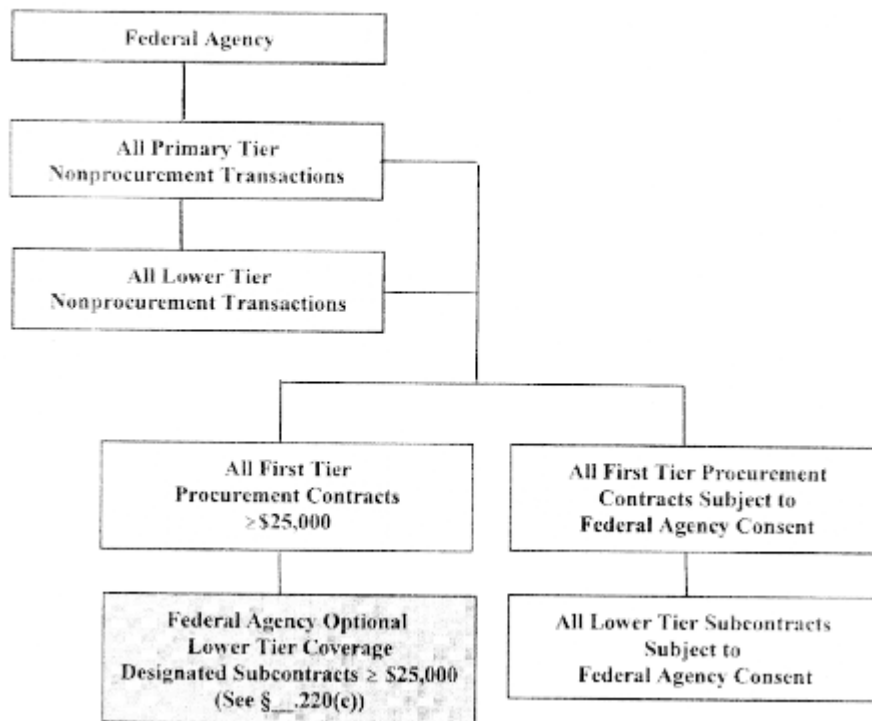 Federal Agency
All Primary Tier
Nonprocurement Transactions
All Lower Tier
Nonprocurement Transactions
All First Tier
Procurement Contracts
≥$25,000
All First Tier Procurement
Contracts Subject to
Federal Agency Consent
Federal Agency Optional
Lower Tier Coverage
Designated Subcontracts ≥ $25,000
(See §__.220(c))
All Lower Tier Subcontracts
Subject to
Federal Agency Consent